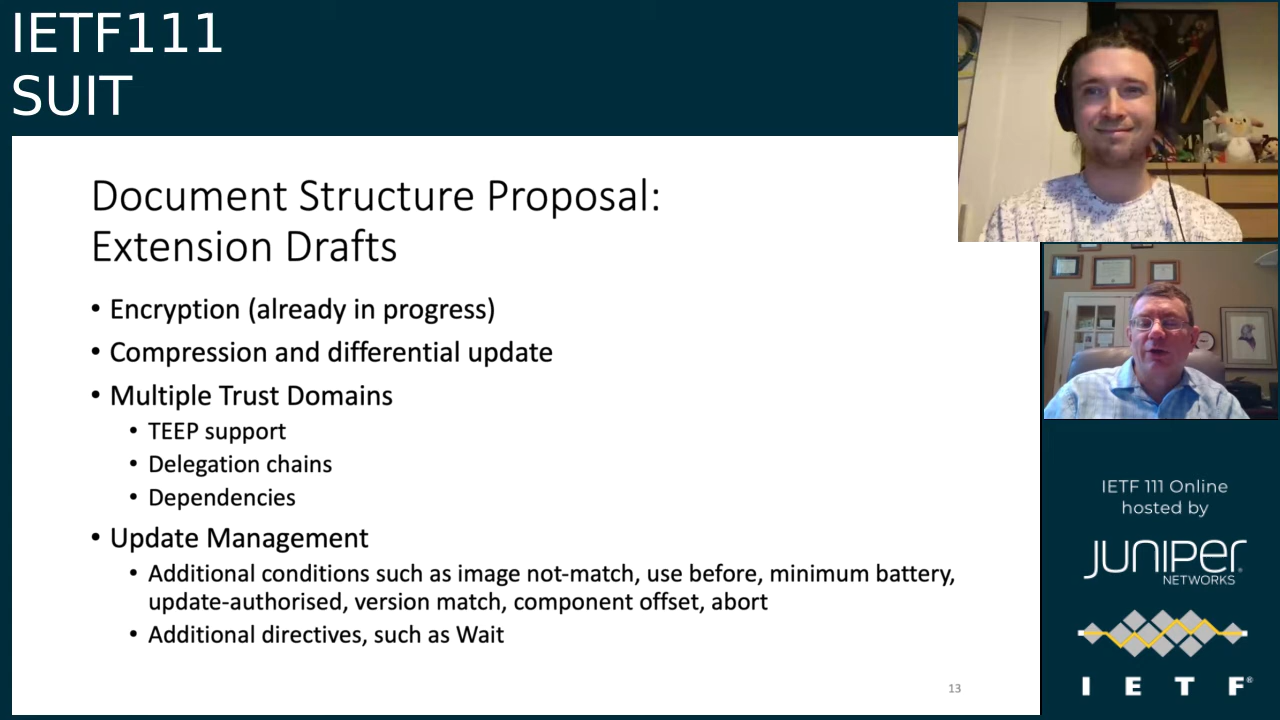 IETF111
SUIT
Document Structure Proposal:
Extension Drafts
• Encryption (already in progress)
• Compression and differential update
• Multiple Trust Domains
• TEEP support
• Delegation chains
• Dependencies
• Update Management
• Additional conditions such as image not-match, use before, minimum battery,
update-authorised, version match, component offset, abort
• Additional directives, such as Wait
13
IETF 111 Online
hosted by
JUNIPER
NETWORKS
I E T F®